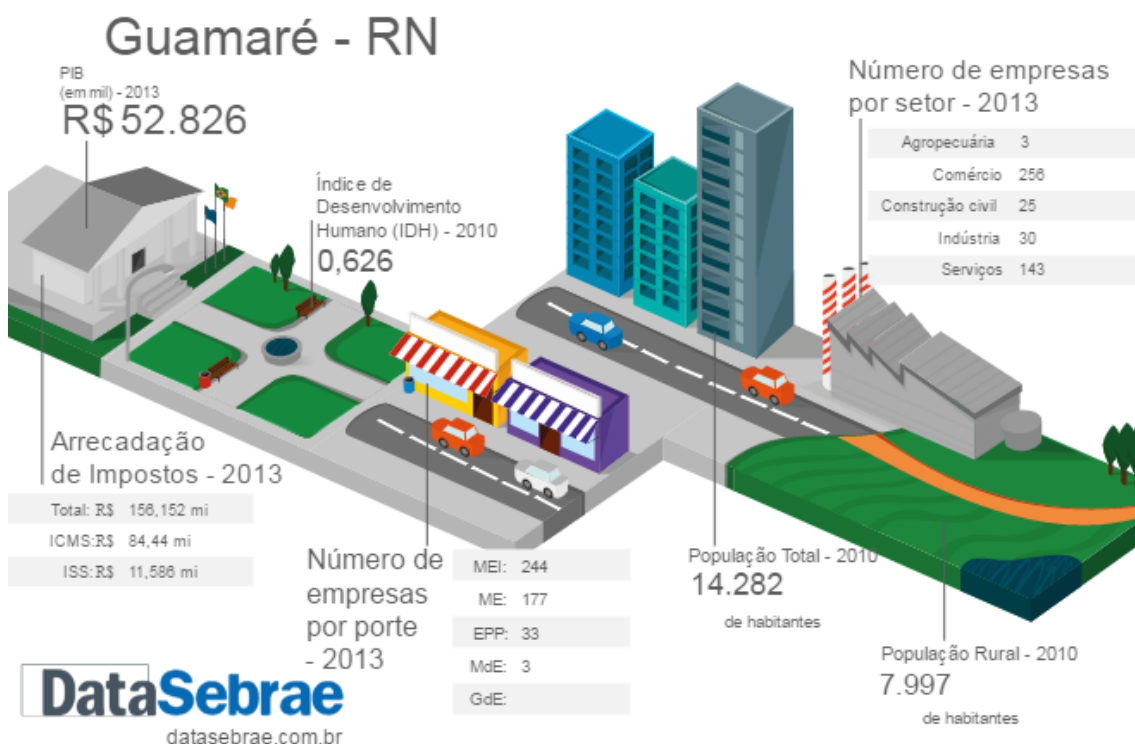 Guamaré - RN
PIB
(em mil) - 2013
R$ 52.826
Índice de
Desenvolvimento
Humano (IDH) - 2010
0,626
Número de empresas
por setor - 2013
Agropecuária 3
Comércio 256
Construção civil 25
Indústria 30
Serviços 143
Arrecadação
de Impostos - 2013
Total: R$ 156,152 mi
ICMS:R$ 84,44 mi
ISS:R$ 11,586 mi
Número de
empresas
por porte
- 2013
MEI: 244
ME: 177
EPP: 33
MdE: 3
GdE:
População Total - 2010
14.282
de habitantes
População Rural - 2010
7.997
de habitantes
DataSebrae
datasebrae.com.br